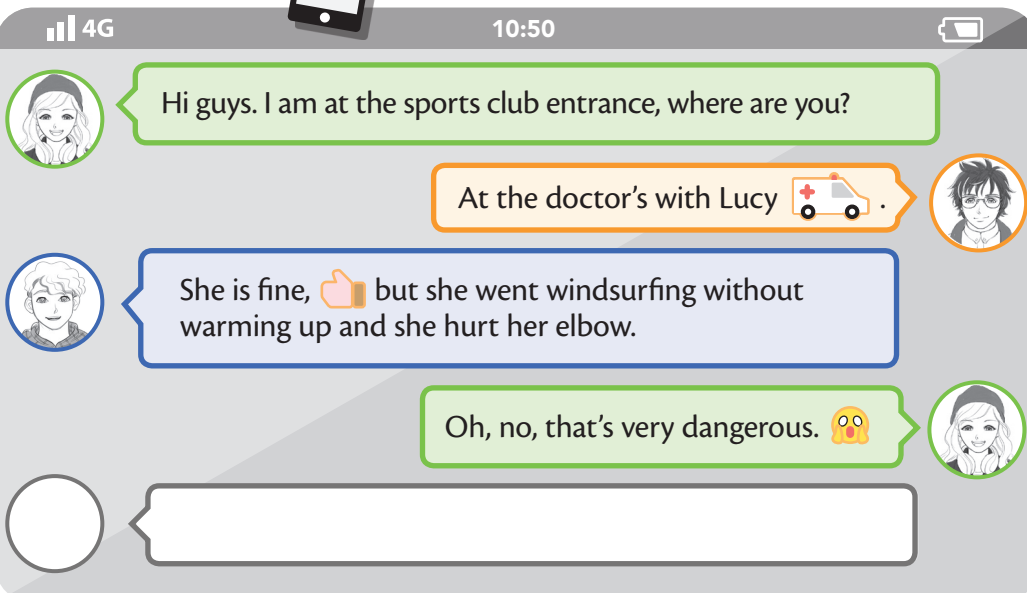 4G
10:50
Hi guys. I am at the sports club entrance, where are you?
At the doctor's with Lucy .
She is fine, but she went windsurfing without
warming up and she hurt her elbow.
Oh, no, that's very dangerous.